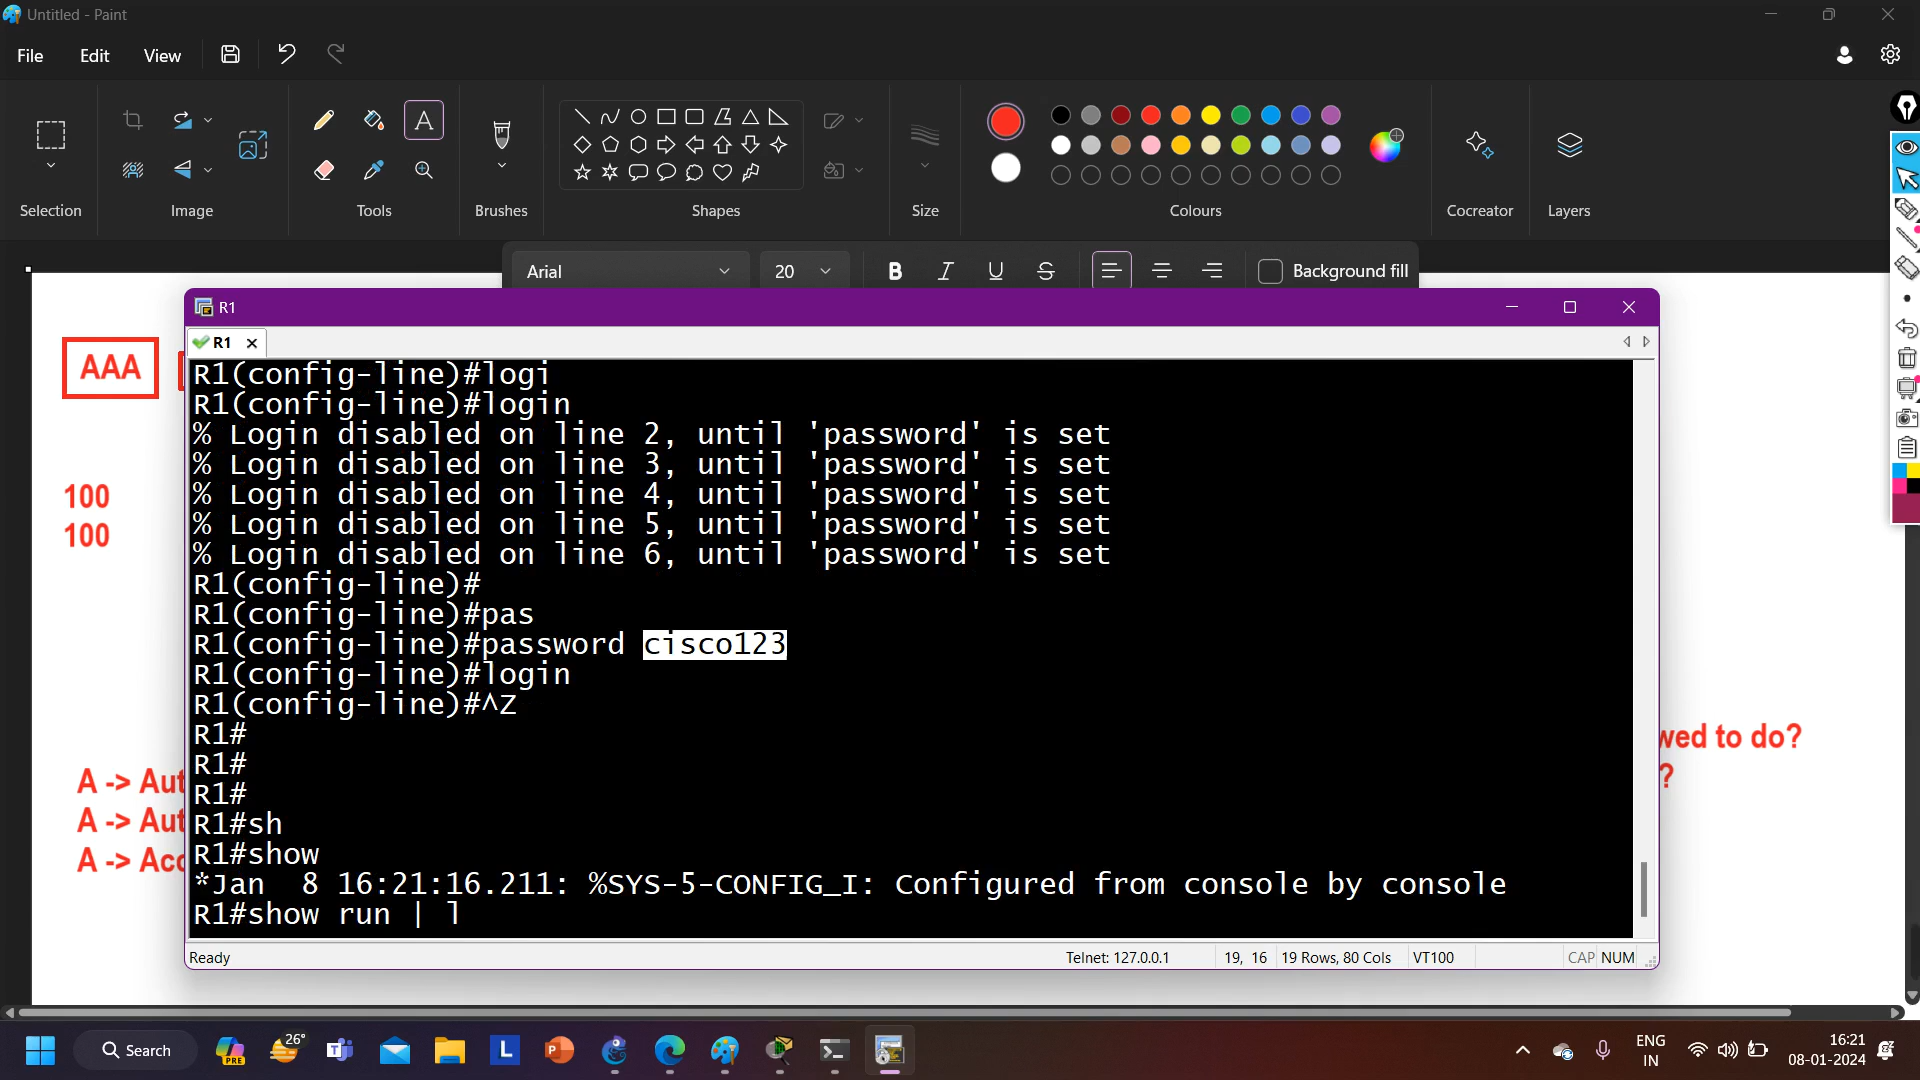 Untitled - Paint
File Edit View
Selection Image Tools Brushes Shapes Size Colours Cocreator Layers
Arial 20 B I U S Background fill
R1
R1
AAA
100
100
A -> Aut
A -> Aut
A -> Acc
wed to do?
?
R1(config-line)#logi
R1(config-line)#login
% Login disabled on line 2, until 'password' is set
% Login disabled on line 3, until 'password' is set
% Login disabled on line 4, until 'password' is set
% Login disabled on line 5, until 'password' is set
% Login disabled on line 6, until 'password' is set
R1(config-line)#
R1(config-line)#pas
R1(config-line)#password cisco123
R1(config-line)#login
R1(config-line)#^Z
R1#
R1#
R1#
R1#sh
R1#show
*Jan  8 16:21:16.211: %SYS-5-CONFIG_I: Configured from console by console
R1#show run | l
Ready Telnet: 127.0.0.1 19, 16 19 Rows, 80 Cols VT100 CAP NUM
Search PRE 26° L P ENG 16:21
IN 08-01-2024